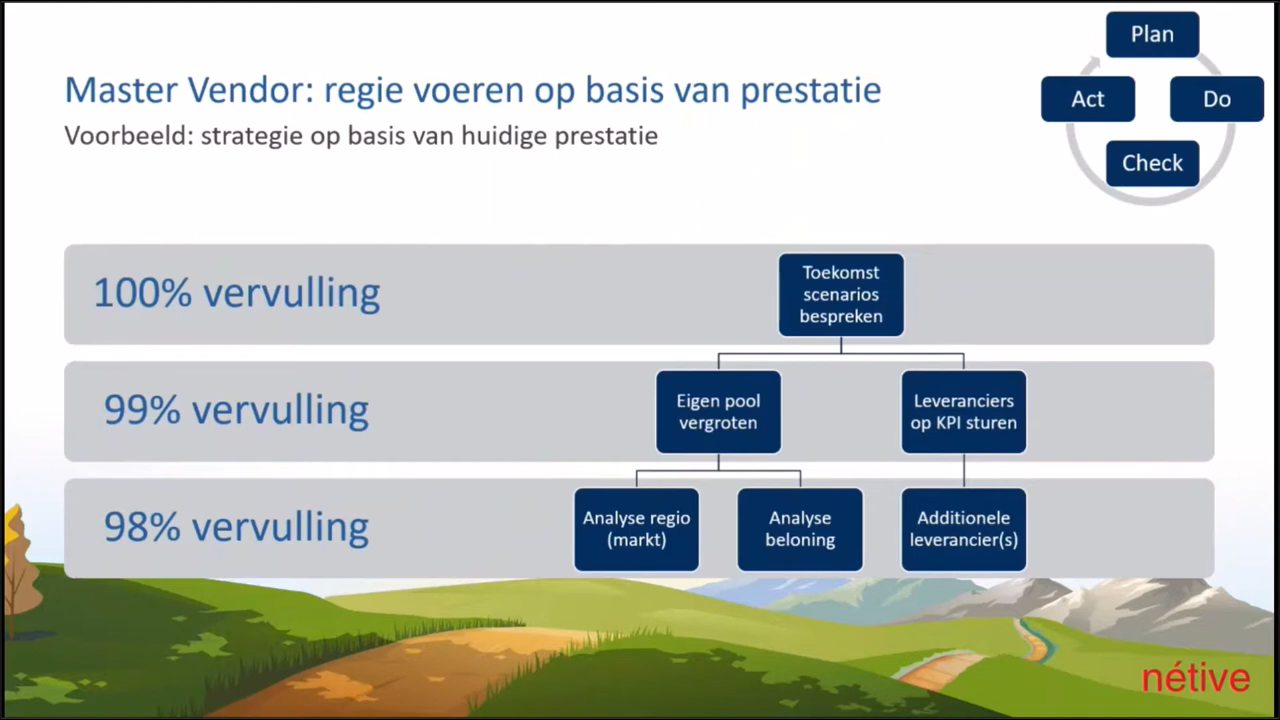 Master Vendor: regie voeren op basis van prestatie
Voorbeeld: strategie op basis van huidige prestatie
Plan
Act
Do
Check
100% vervulling
Toekomst
scenarios
bespreken
99% vervulling
Eigen pool
vergroten
Leveranciers
op KPI sturen
98% vervulling
Analyse regio
(markt)
Analyse
beloning
Additionele
leverancier(s)
nétive